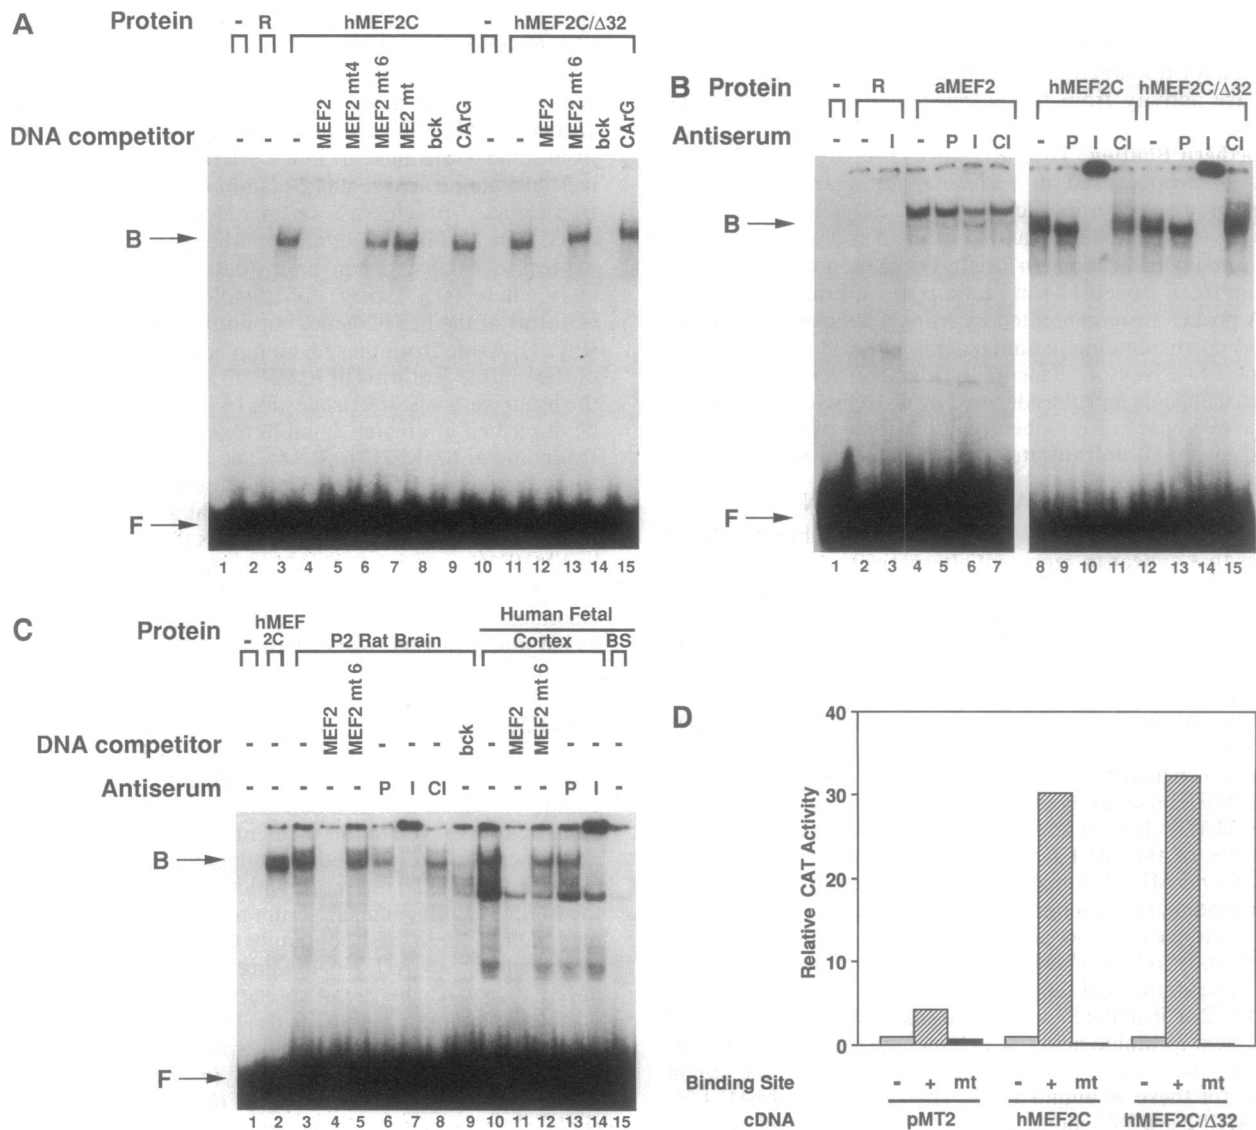 A
Protein - R hMEF2C - hMEF2C/Δ32
DNA competitor - - - MEF2 MEF2 mt4 MEF2 mt 6 ME2 mt bck CArG - - MEF2 MEF2 mt 6 bck CArG
B
F
1 2 3 4 5 6 7 8 9 10 11 12 13 14 15
B
Protein - R aMEF2 hMEF2C hMEF2C/Δ32
Antiserum - - I - P I CI - P I CI - P I CI
B
F
1 2 3 4 5 6 7 8 9 10 11 12 13 14 15
C
Human Fetal
Protein - hMEF 2C P2 Rat Brain Cortex BS
DNA competitor - - - MEF2 MEF2 mt 6 - - - bck - MEF2 MEF2 mt 6 - - -
Antiserum - - - - - P I CI - - - - P I -
B
F
1 2 3 4 5 6 7 8 9 10 11 12 13 14 15
D
Relative CAT Activity
40
30
20
10
0
Binding Site - + mt - + mt - + mt
cDNA pMT2 hMEF2C hMEF2C/Δ32